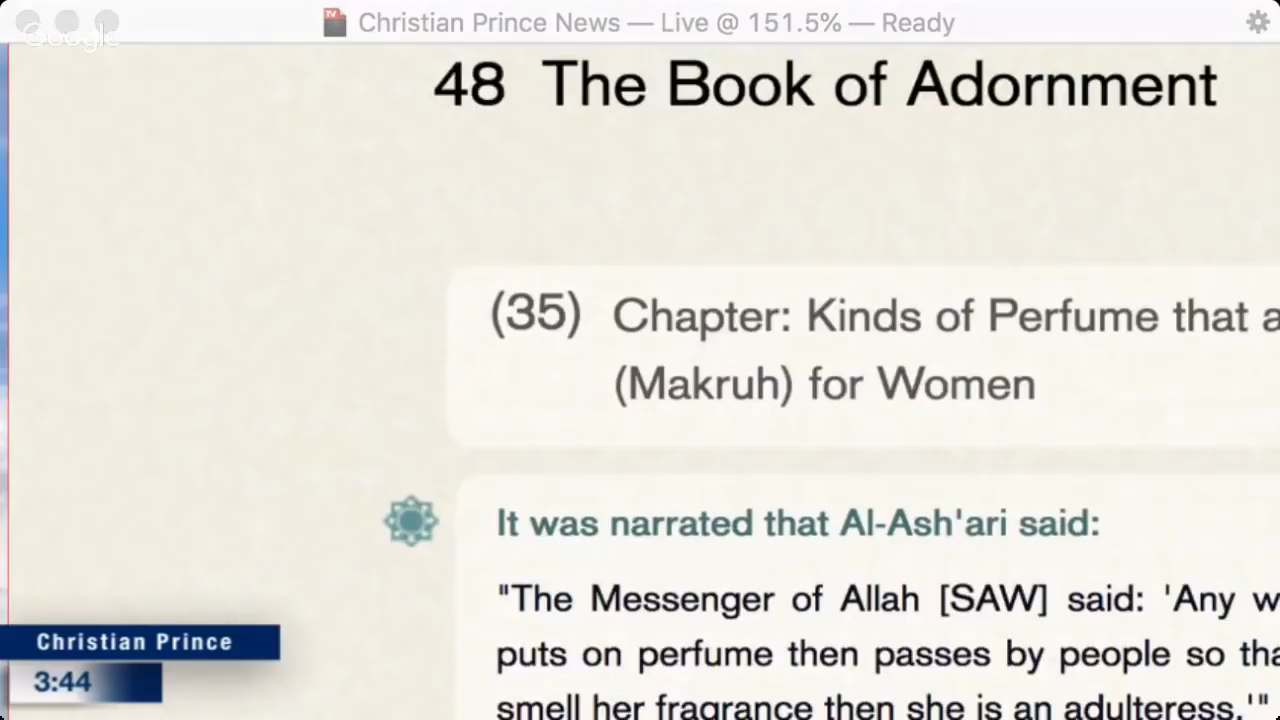 Christian Prince News — Live @ 151.5% — Ready
Google
48 The Book of Adornment
(35) Chapter: Kinds of Perfume that a
(Makruh) for Women
It was narrated that Al-Ash'ari said:
"The Messenger of Allah [SAW] said: 'Any w
puts on perfume then passes by people so tha
smell her fragrance then she is an adulteress.'"
Christian Prince
3:44